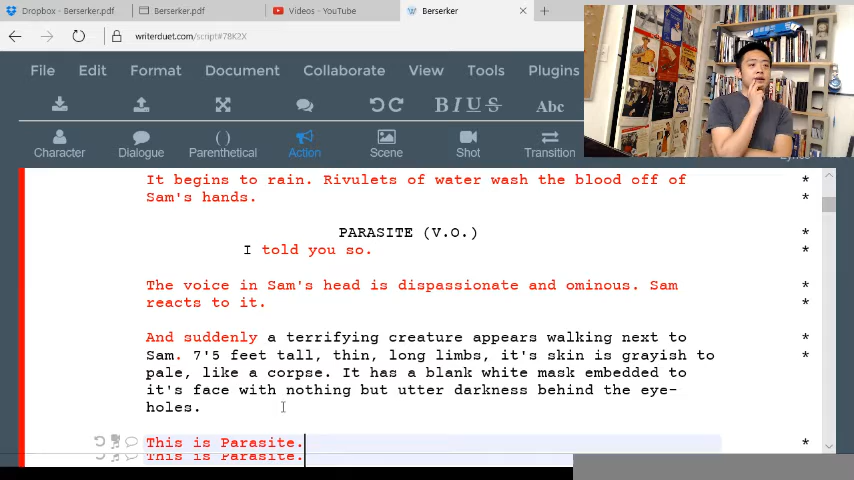 Dropbox - Berserker.pdf Berserker.pdf Videos - YouTube Berserker
writerduet.com/script#78K2X
File Edit Format Document Collaborate View Tools Plugins
B I U S Abc
Character Dialogue Parenthetical Action Scene Shot Transition
It begins to rain. Rivulets of water wash the blood off of *
Sam's hands. *
PARASITE (V.O.) *
I told you so. *
The voice in Sam's head is dispassionate and ominous. Sam *
reacts to it. *
And suddenly a terrifying creature appears walking next to *
Sam. 7'5 feet tall, thin, long limbs, it's skin is grayish to *
pale, like a corpse. It has a blank white mask embedded to *
it's face with nothing but utter darkness behind the eye- *
holes. *
This is Parasite. *
This is Parasite.